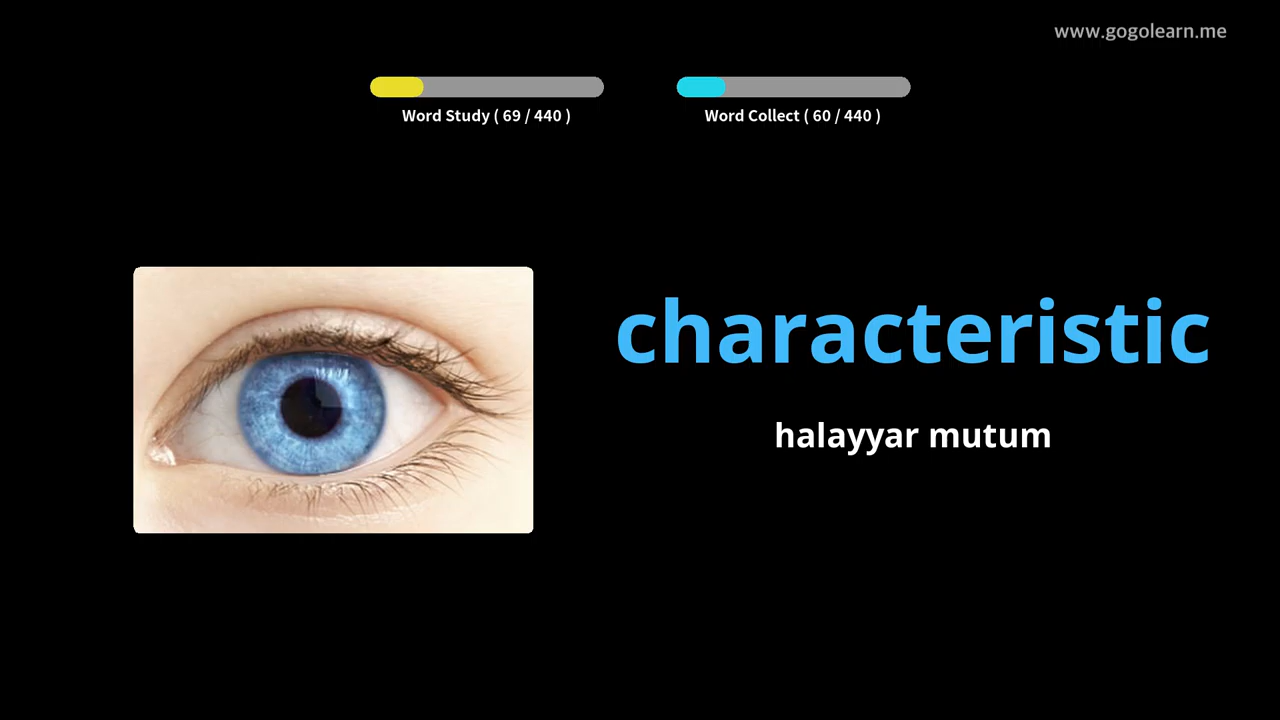 www.gogolearn.me
Word Study ( 69 / 440 )
Word Collect ( 60 / 440 )
characteristic
halayyar mutum